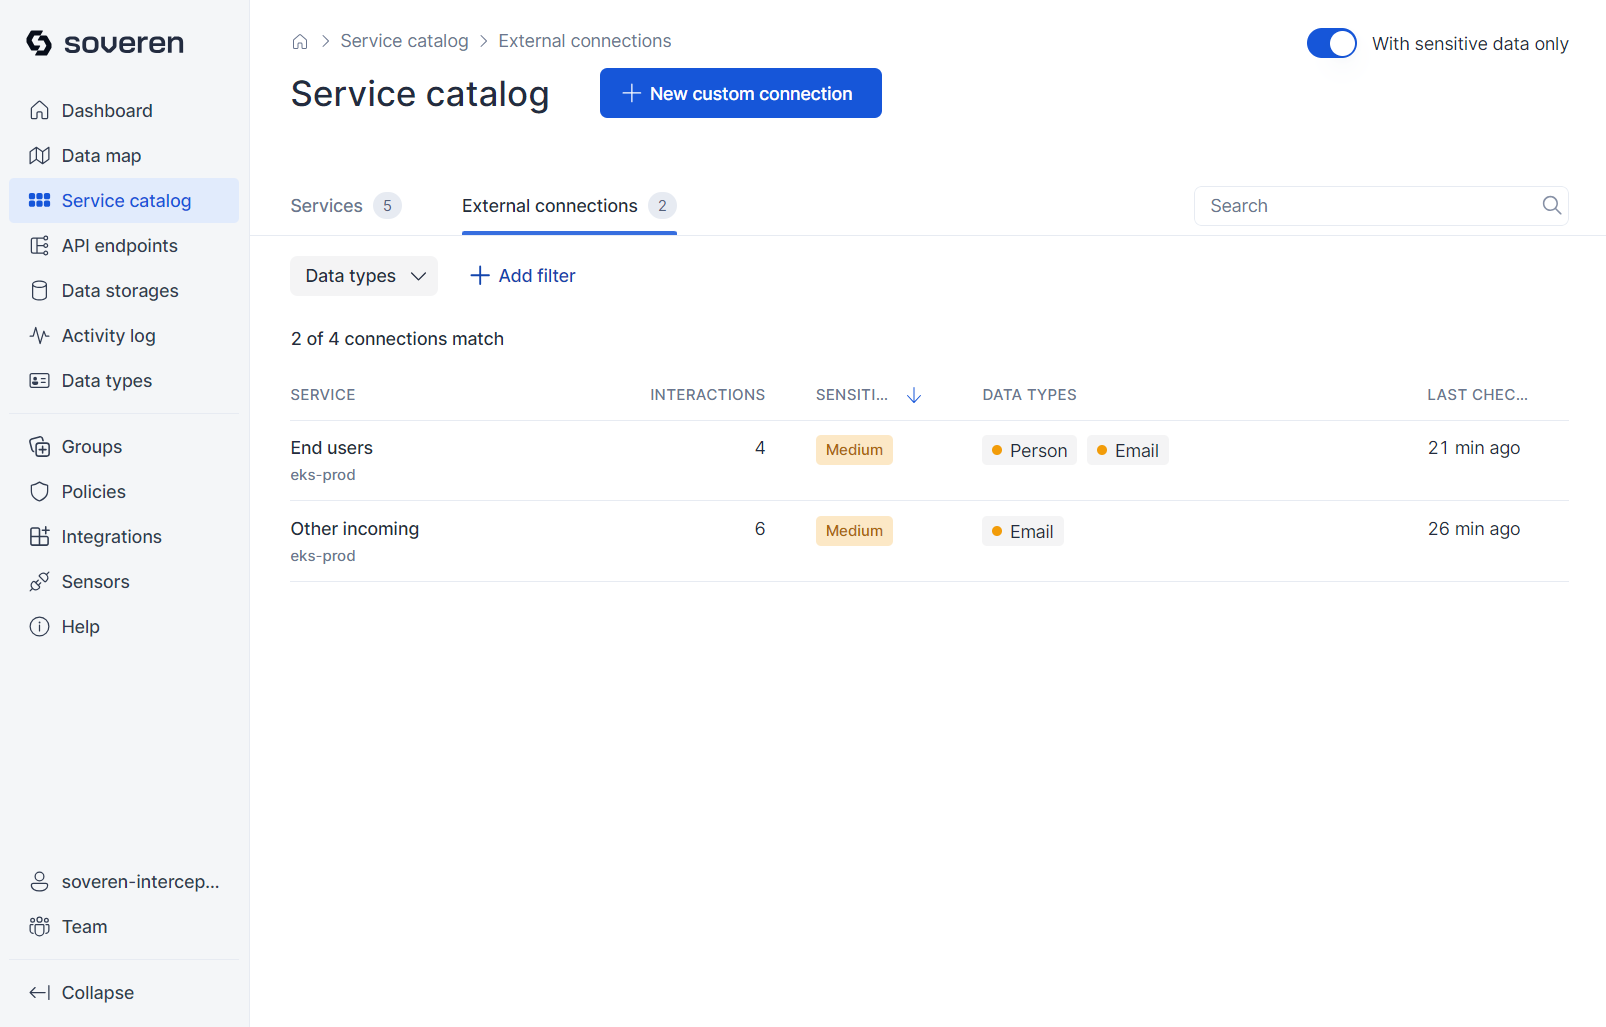 soveren
Dashboard
Data map
Service catalog
API endpoints
Data storages
Activity log
Data types
Groups
Policies
Integrations
Sensors
Help
soveren-intercep...
Team
Collapse
Service catalog
External connections
With sensitive data only
Service catalog
New custom connection
Services 5
External connections 2
Search
Data types
Add filter
2 of 4 connections match
SERVICE INTERACTIONS SENSITI... DATA TYPES LAST CHEC...
End users 4 Medium Person Email 21 min ago
eks-prod
Other incoming 6 Medium Email 26 min ago
eks-prod